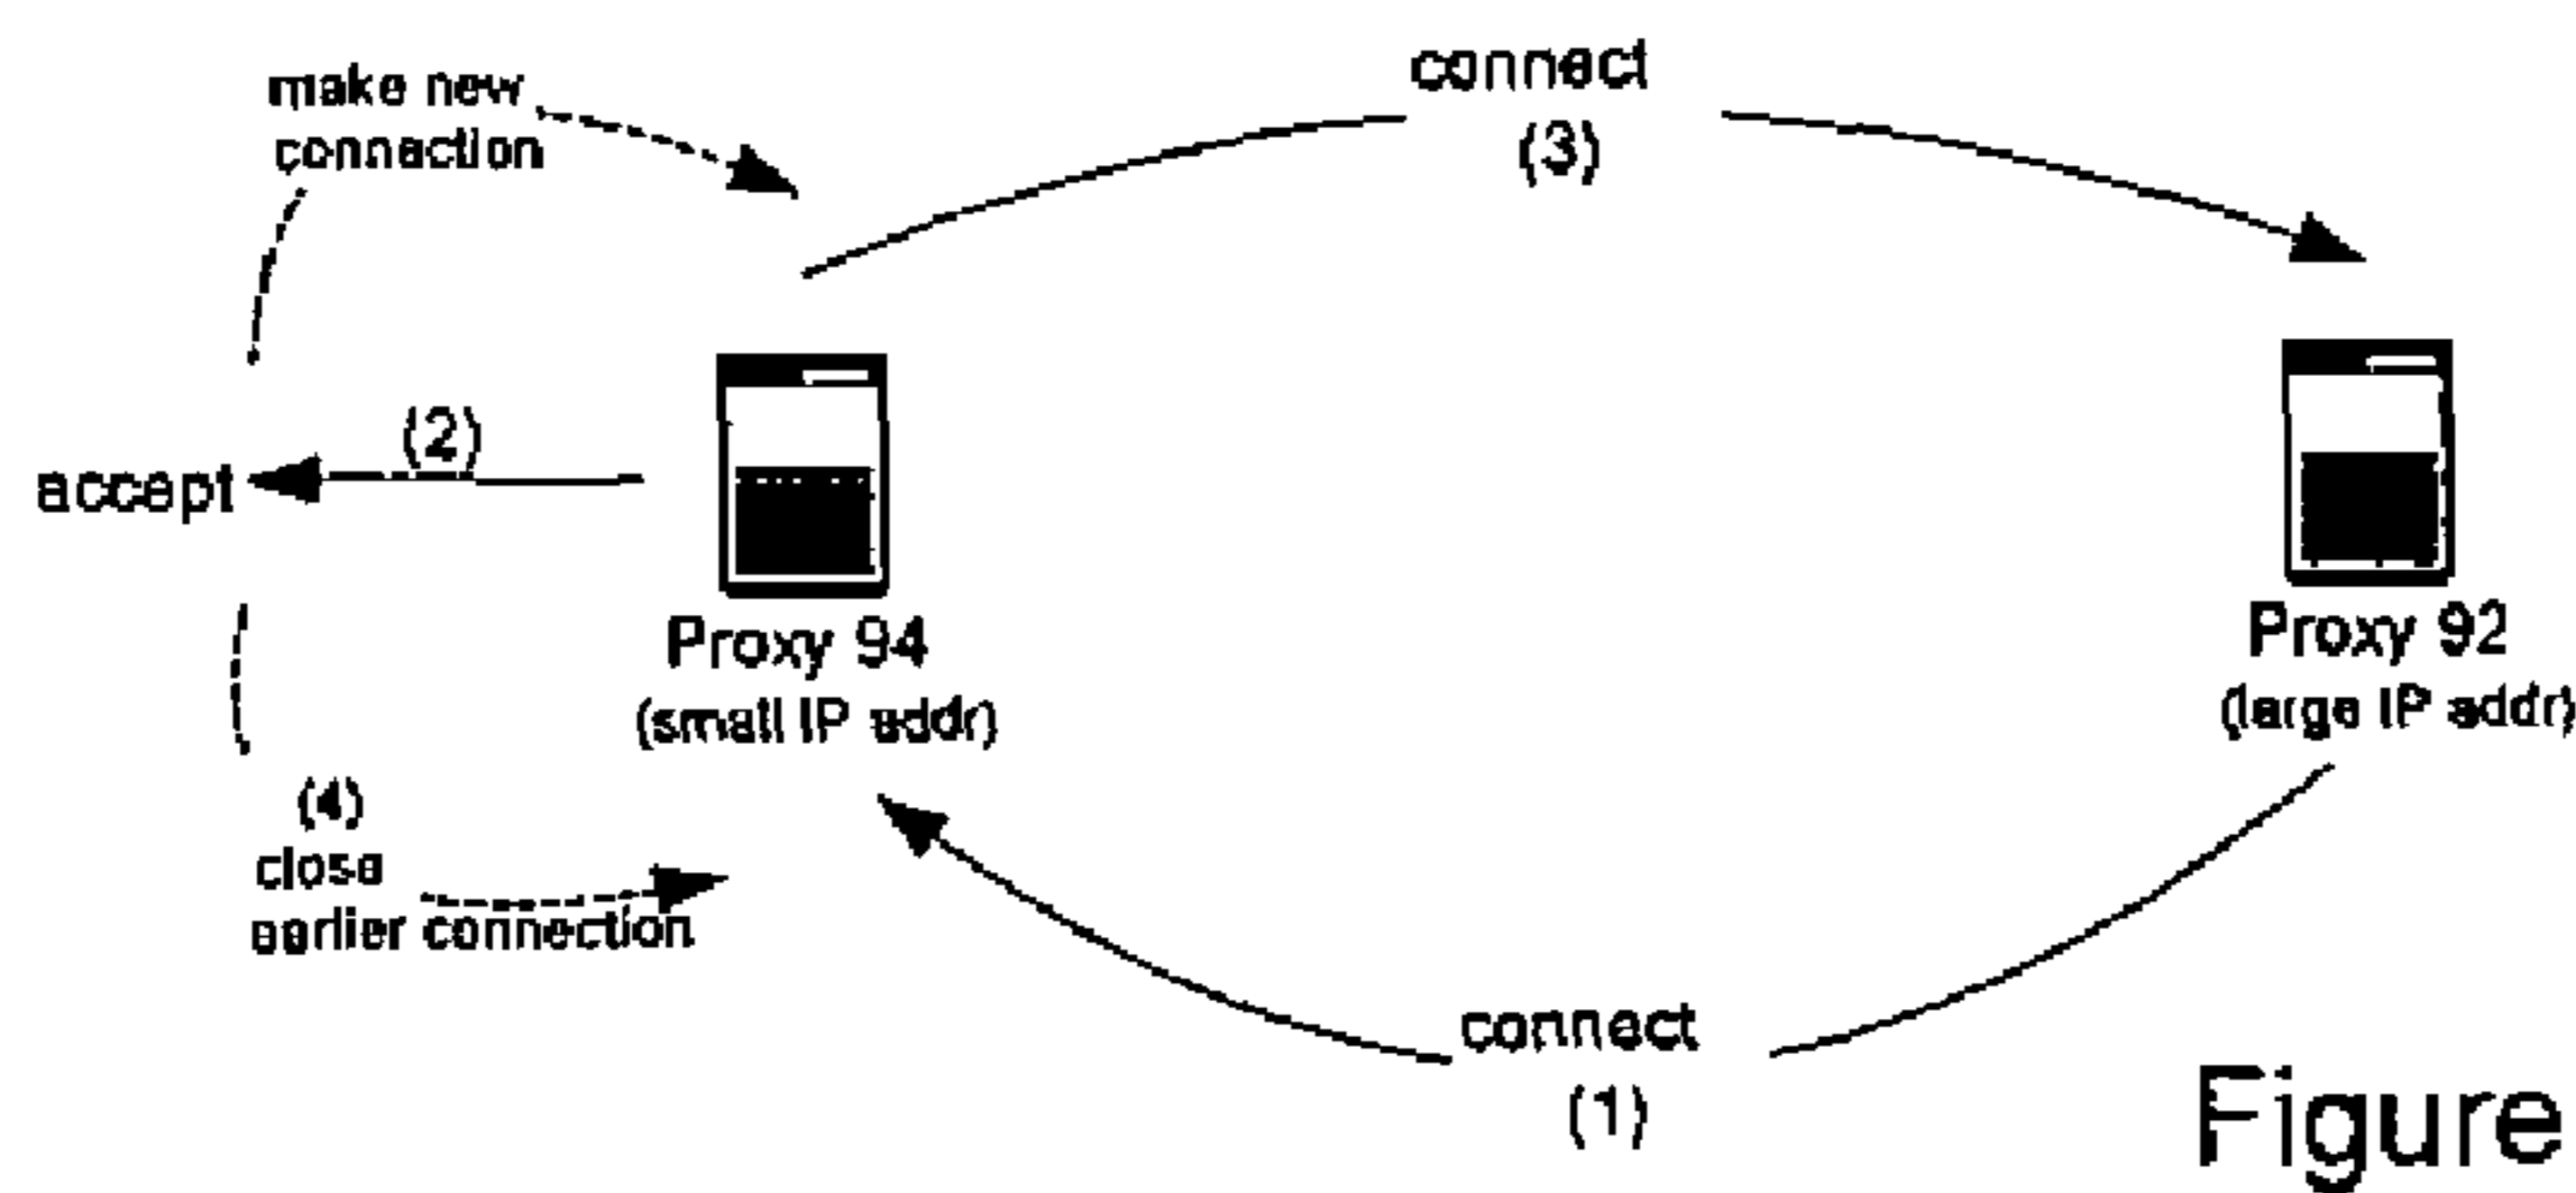 make new
connection
connect
(3)
(2)
accept
Proxy 94
(small IP addr)
Proxy 92
(large IP addr)
(4)
close
earlier connection
connect
(1)
Figure